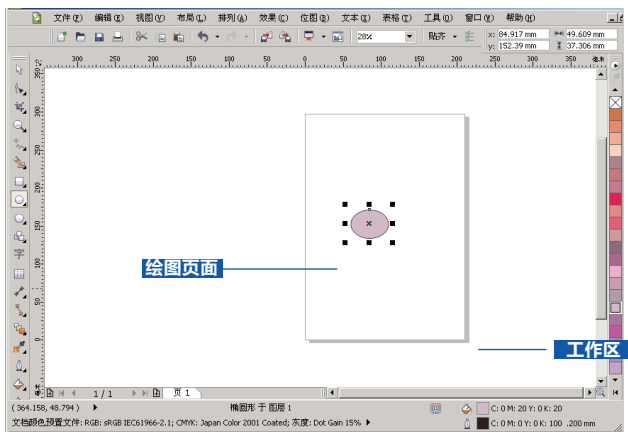 文件(F) 编辑(E) 视图(V) 布局(L) 排列(A) 效果(C) 位图(B) 文本(X) 表格(T) 工具(O) 窗口(W) 帮助(H)
28% 贴齐 x: 84.917 mm 49.609 mm
y: 152.39 mm 37.306 mm
300 250 200 150 100 50 0 50 100 150 200 250 300 350 毫米
350
300
250
200
150
100
50
0
字
绘图页面
工作区
1 / 1 页 1
(364.158, 48.794) 椭圆形 于 图层 1 C: 0 M: 20 Y: 0 K: 20
文档颜色预置文件: RGB: sRGB IEC61966-2.1; CMYK: Japan Color 2001 Coated; 灰度: Dot Gain 15% C: 0 M: 0 Y: 0 K: 100 .200 mm